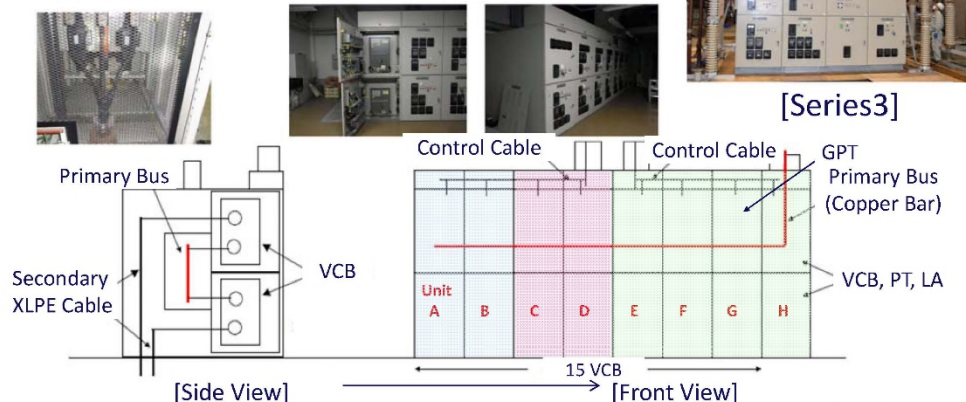 [Series3]
Control Cable
Control Cable
GPT
Primary Bus
Primary Bus
(Copper Bar)
VCB
Secondary
XLPE Cable
VCB, PT, LA
Unit
A
B
C
D
E
F
G
H
15 VCB
[Side View]
[Front View]